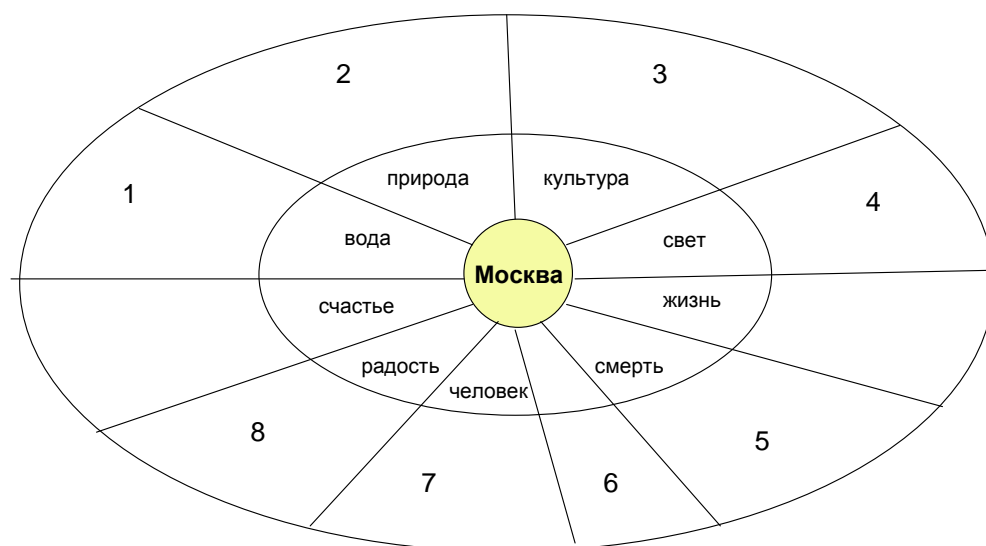 2
3
природа
культура
1
4
вода
свет
Москва
счастье
жизнь
радость
смерть
человек
8
5
7
6